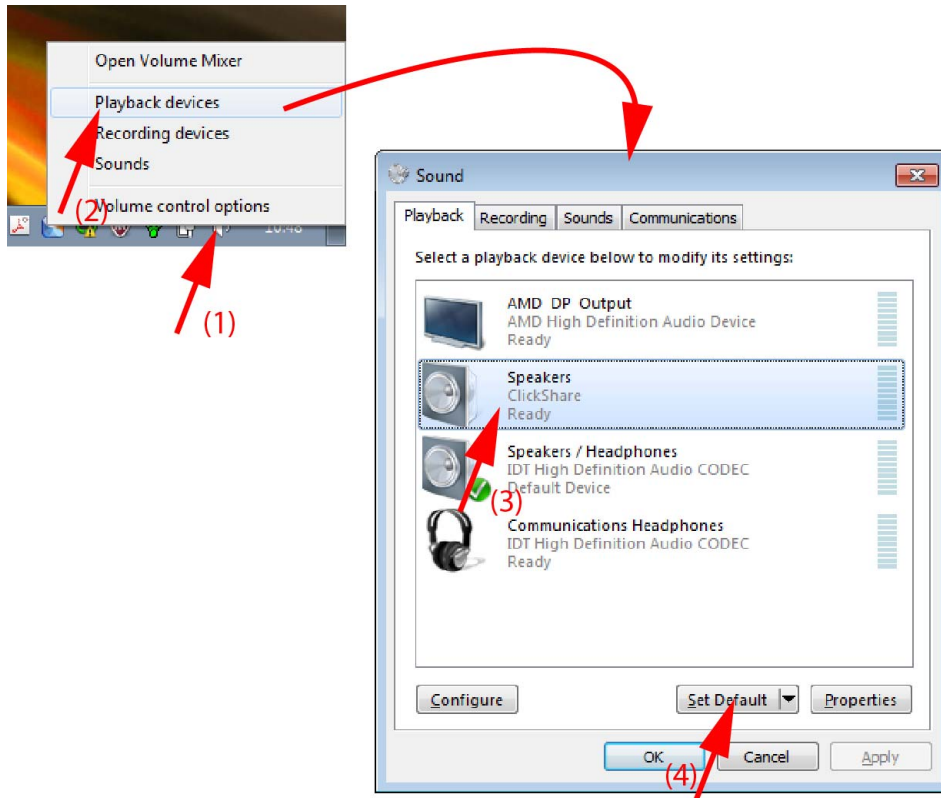 Open Volume Mixer
Playback devices
Recording devices
Sounds
(2)
Volume control options
10:48
(1)
Sound
Playback Recording Sounds Communications
Select a playback device below to modify its settings:
AMD DP Output
AMD High Definition Audio Device
Ready
Speakers
ClickShare
Ready
Speakers / Headphones
IDT High Definition Audio CODEC
Default Device
(3)
Communications Headphones
IDT High Definition Audio CODEC
Ready
Configure Set Default Properties
OK Cancel Apply
(4)